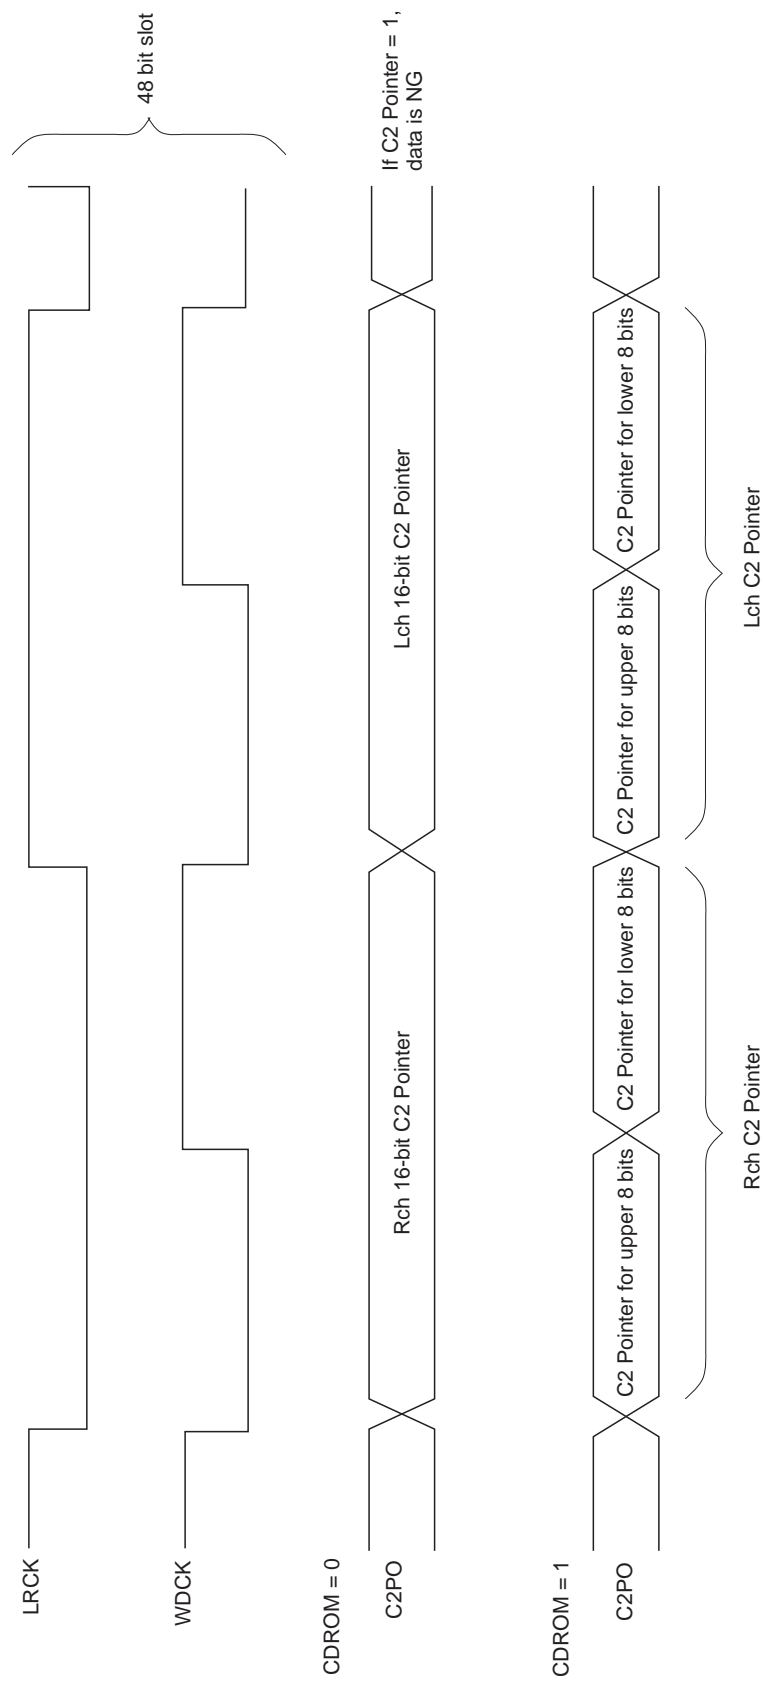 LRCK
48 bit slot
WDCK
CDROM = 0
C2PO
Rch 16-bit C2 Pointer
Lch 16-bit C2 Pointer
If C2 Pointer = 1,
data is NG
CDROM = 1
C2PO
C2 Pointer for upper 8 bits
C2 Pointer for lower 8 bits
C2 Pointer for upper 8 bits
C2 Pointer for lower 8 bits
Rch C2 Pointer
Lch C2 Pointer